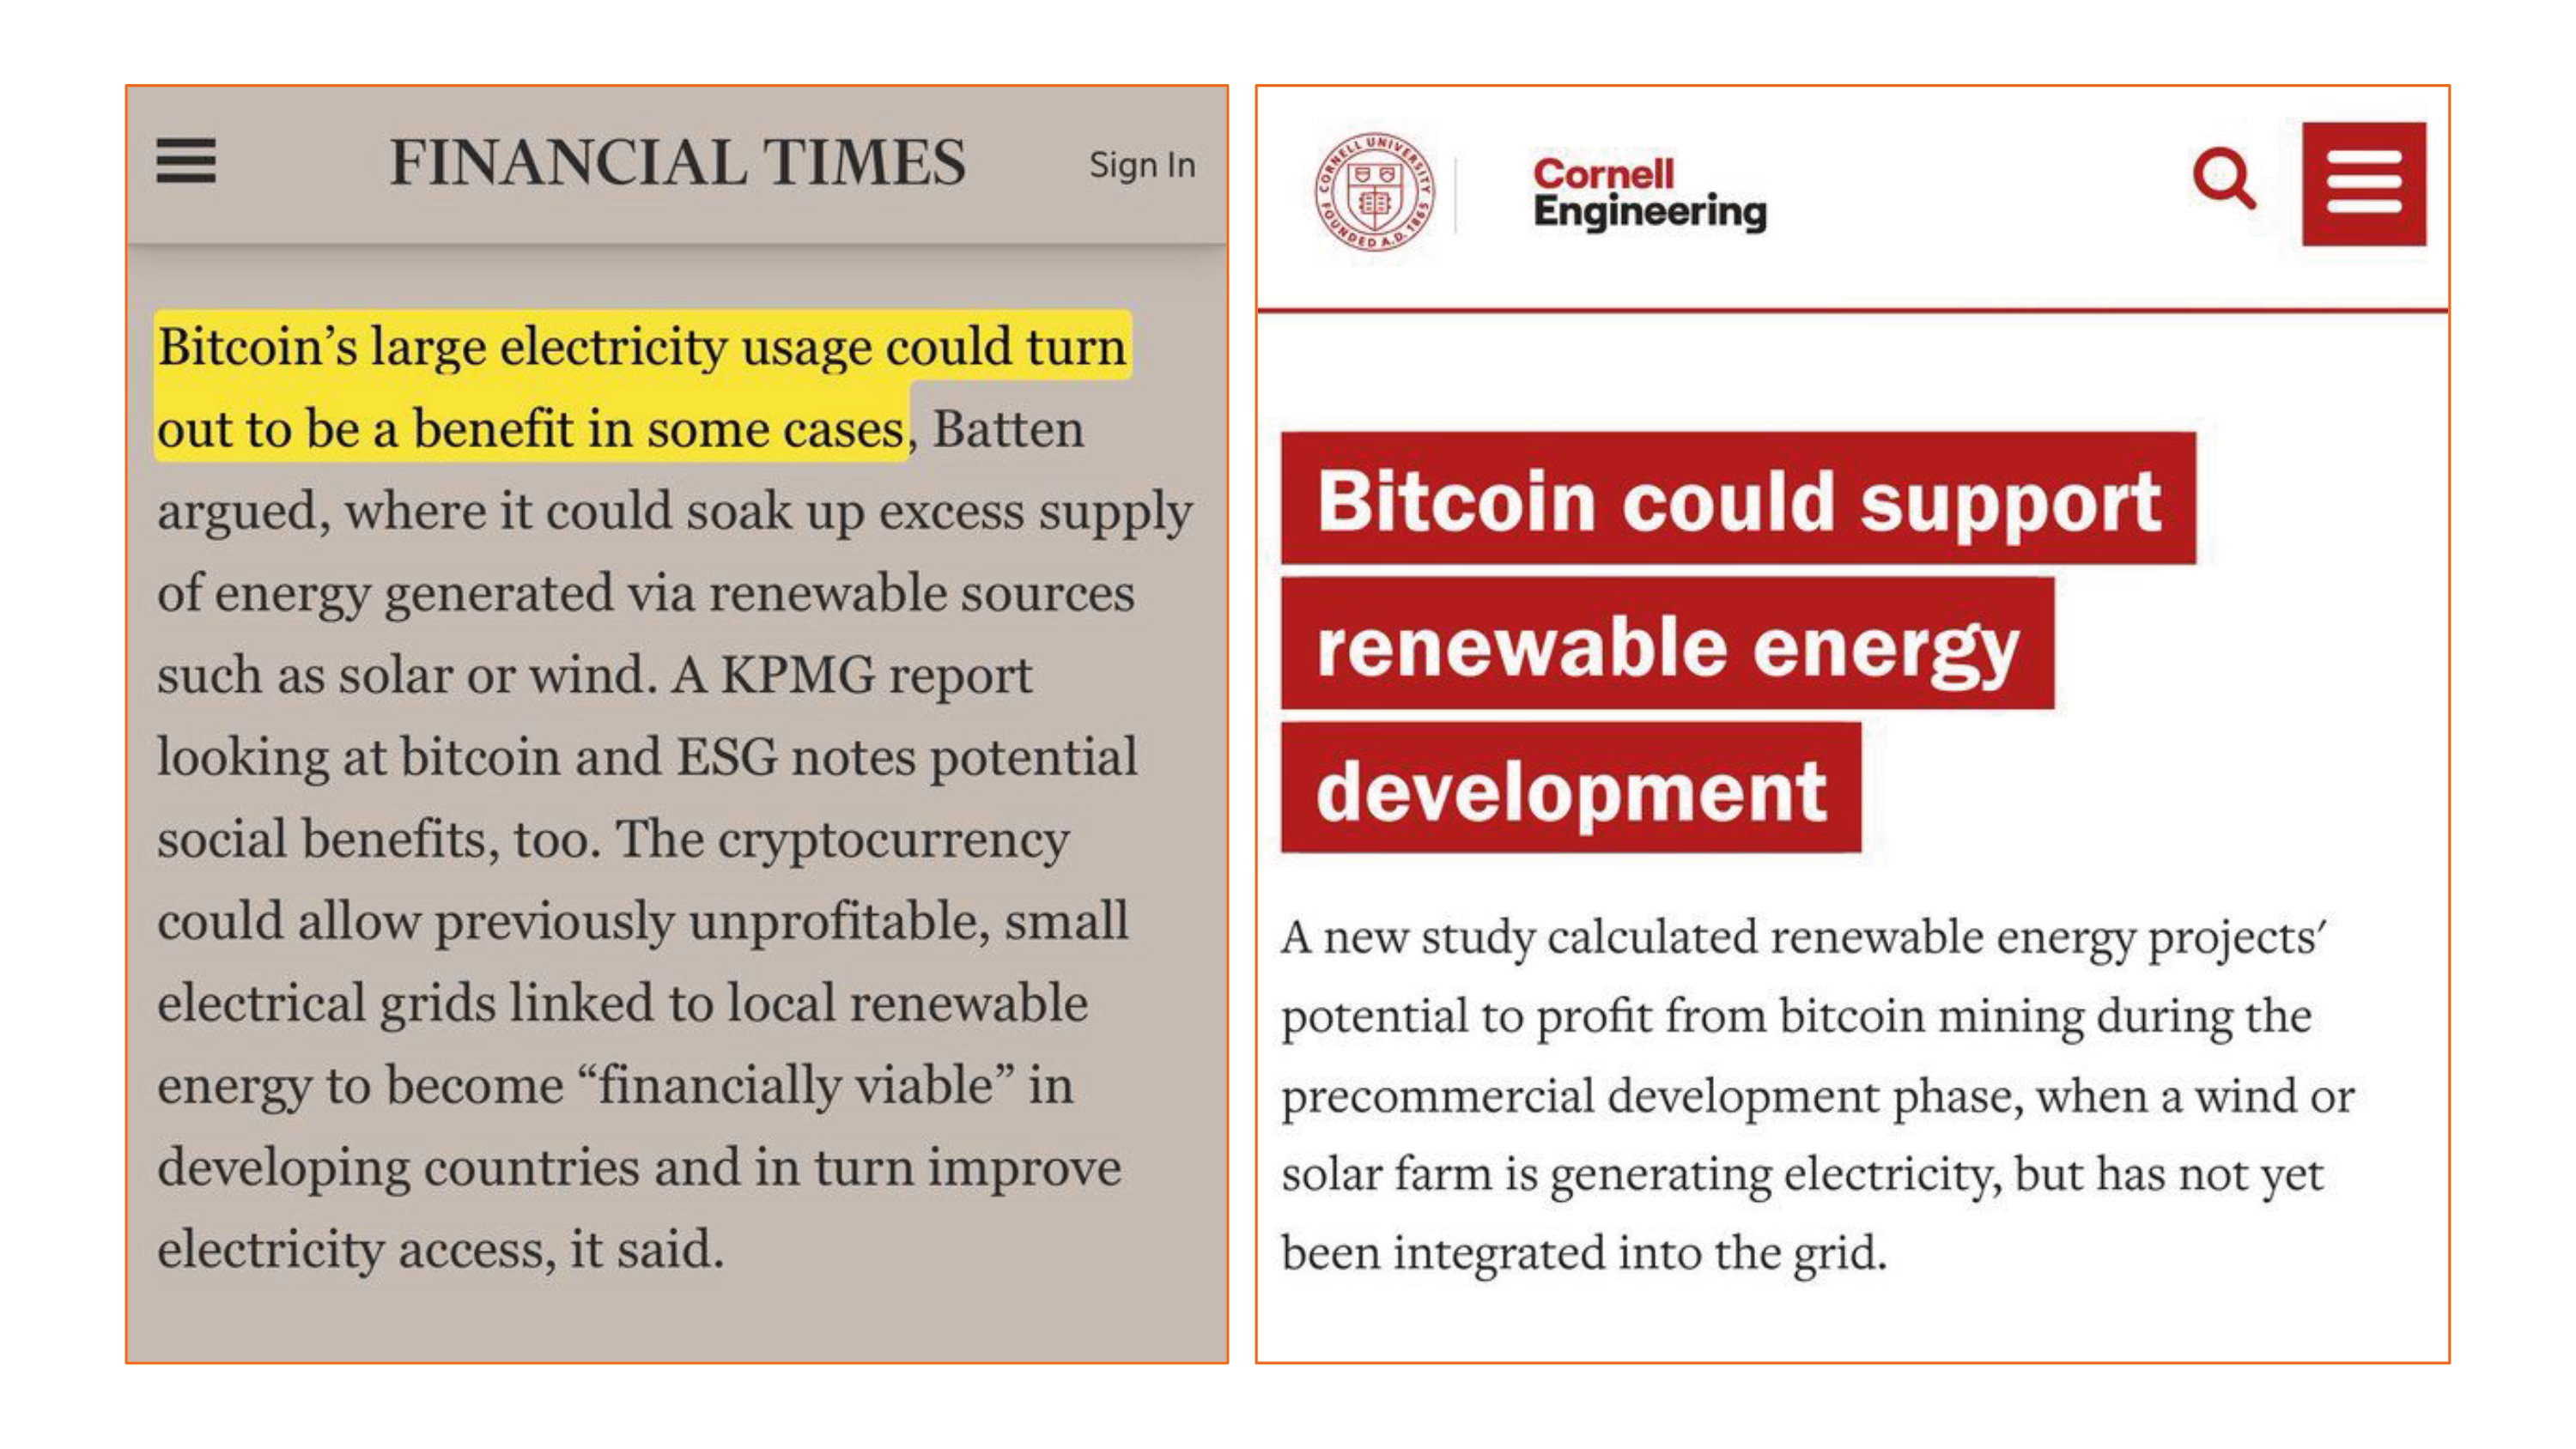 FINANCIAL TIMES
Sign In
Bitcoin’s large electricity usage could turn
out to be a benefit in some cases, Batten
argued, where it could soak up excess supply
of energy generated via renewable sources
such as solar or wind. A KPMG report
looking at bitcoin and ESG notes potential
social benefits, too. The cryptocurrency
could allow previously unprofitable, small
electrical grids linked to local renewable
energy to become “financially viable” in
developing countries and in turn improve
electricity access, it said.
CORNELL UNIVERSITY
FOUNDED A.D. 1865
Cornell
Engineering
Bitcoin could support
renewable energy
development
A new study calculated renewable energy projects’
potential to profit from bitcoin mining during the
precommercial development phase, when a wind or
solar farm is generating electricity, but has not yet
been integrated into the grid.